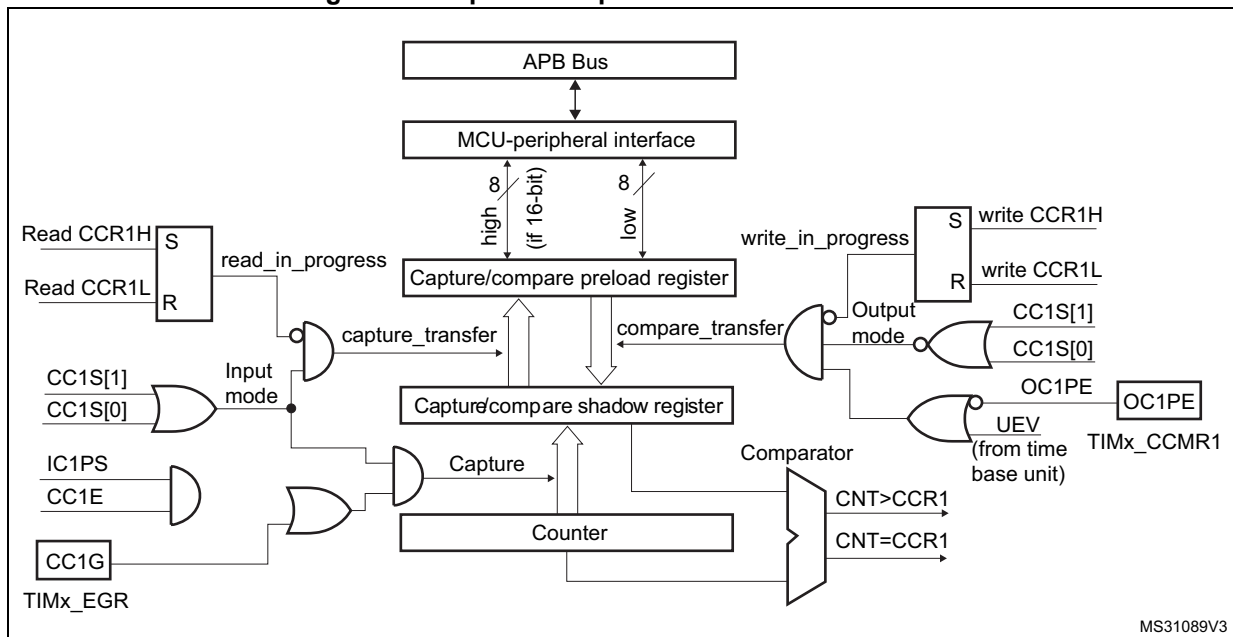 APB Bus
MCU-peripheral interface
8
high
(if 16-bit)
8
low
Read CCR1H
S
Read CCR1L
R
read_in_progress
write_in_progress
S
write CCR1H
R
write CCR1L
Capture/compare preload register
capture_transfer
compare_transfer
Output
mode
CC1S[1]
CC1S[0]
CC1S[1]
CC1S[0]
Input
mode
Capture/compare shadow register
OC1PE
OC1PE
UEV
(from time
base unit)
TIMx_CCMR1
IC1PS
CC1E
Capture
Comparator
CNT>CCR1
CNT=CCR1
Counter
CC1G
TIMx_EGR
MS31089V3